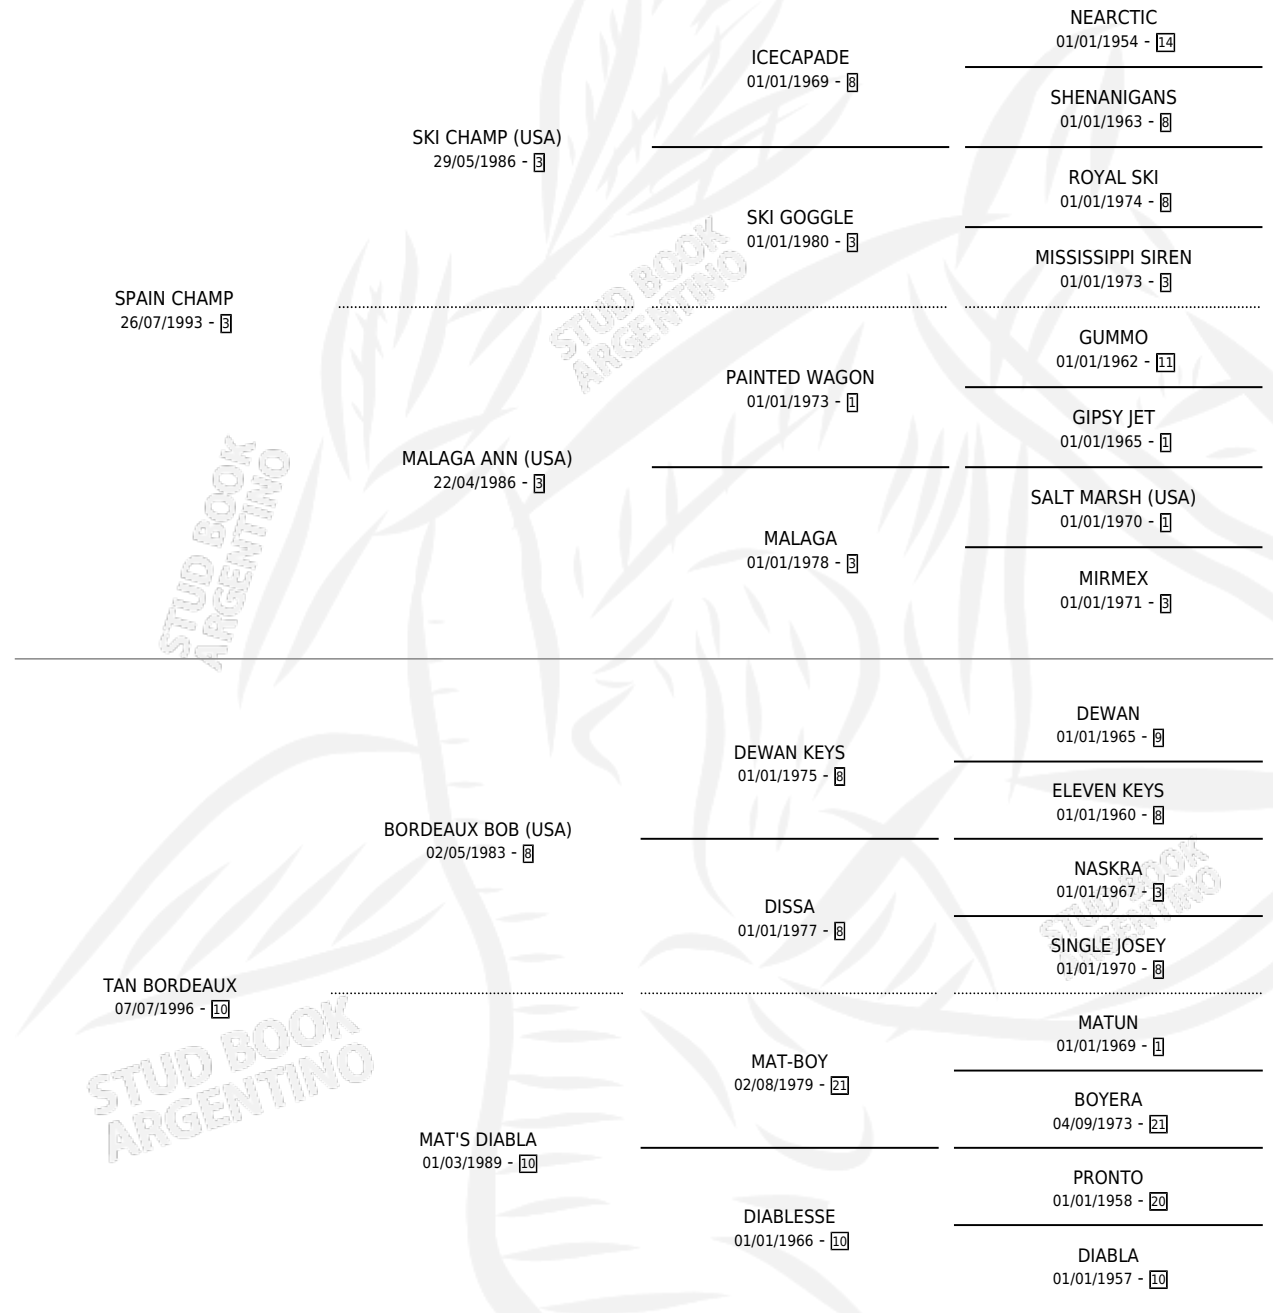 NEARCTIC
01/01/1954 - 14
ICECAPADE
01/01/1969 - 8
SHENANIGANS
01/01/1963 - 8
SKI CHAMP (USA)
29/05/1986 - 3
ROYAL SKI
01/01/1974 - 8
SKI GOGGLE
01/01/1980 - 3
MISSISSIPPI SIREN
01/01/1973 - 3
SPAIN CHAMP
26/07/1993 - 3
STUD BOOK
ARGENTINO
GUMMO
01/01/1962 - 11
PAINTED WAGON
01/01/1973 - 1
GIPSY JET
01/01/1965 - 1
MALAGA ANN (USA)
22/04/1986 - 3
SALT MARSH (USA)
01/01/1970 - 1
MALAGA
01/01/1978 - 3
MIRMEX
01/01/1971 - 3
STUD BOOK
ARGENTINO
DEWAN
01/01/1965 - 9
DEWAN KEYS
01/01/1975 - 8
ELEVEN KEYS
01/01/1960 - 8
BORDEAUX BOB (USA)
02/05/1983 - 8
NASKRA
01/01/1967 - 3
DISSA
01/01/1977 - 8
SINGLE JOSEY
01/01/1970 - 8
STUD BOOK
ARGENTINO
TAN BORDEAUX
07/07/1996 - 10
MATUN
01/01/1969 - 1
MAT-BOY
02/08/1979 - 21
BOYERA
04/09/1973 - 21
STUD BOOK
ARGENTINO
MAT'S DIABLA
01/03/1989 - 10
PRONTO
01/01/1958 - 20
DIABLESSE
01/01/1966 - 10
DIABLA
01/01/1957 - 10